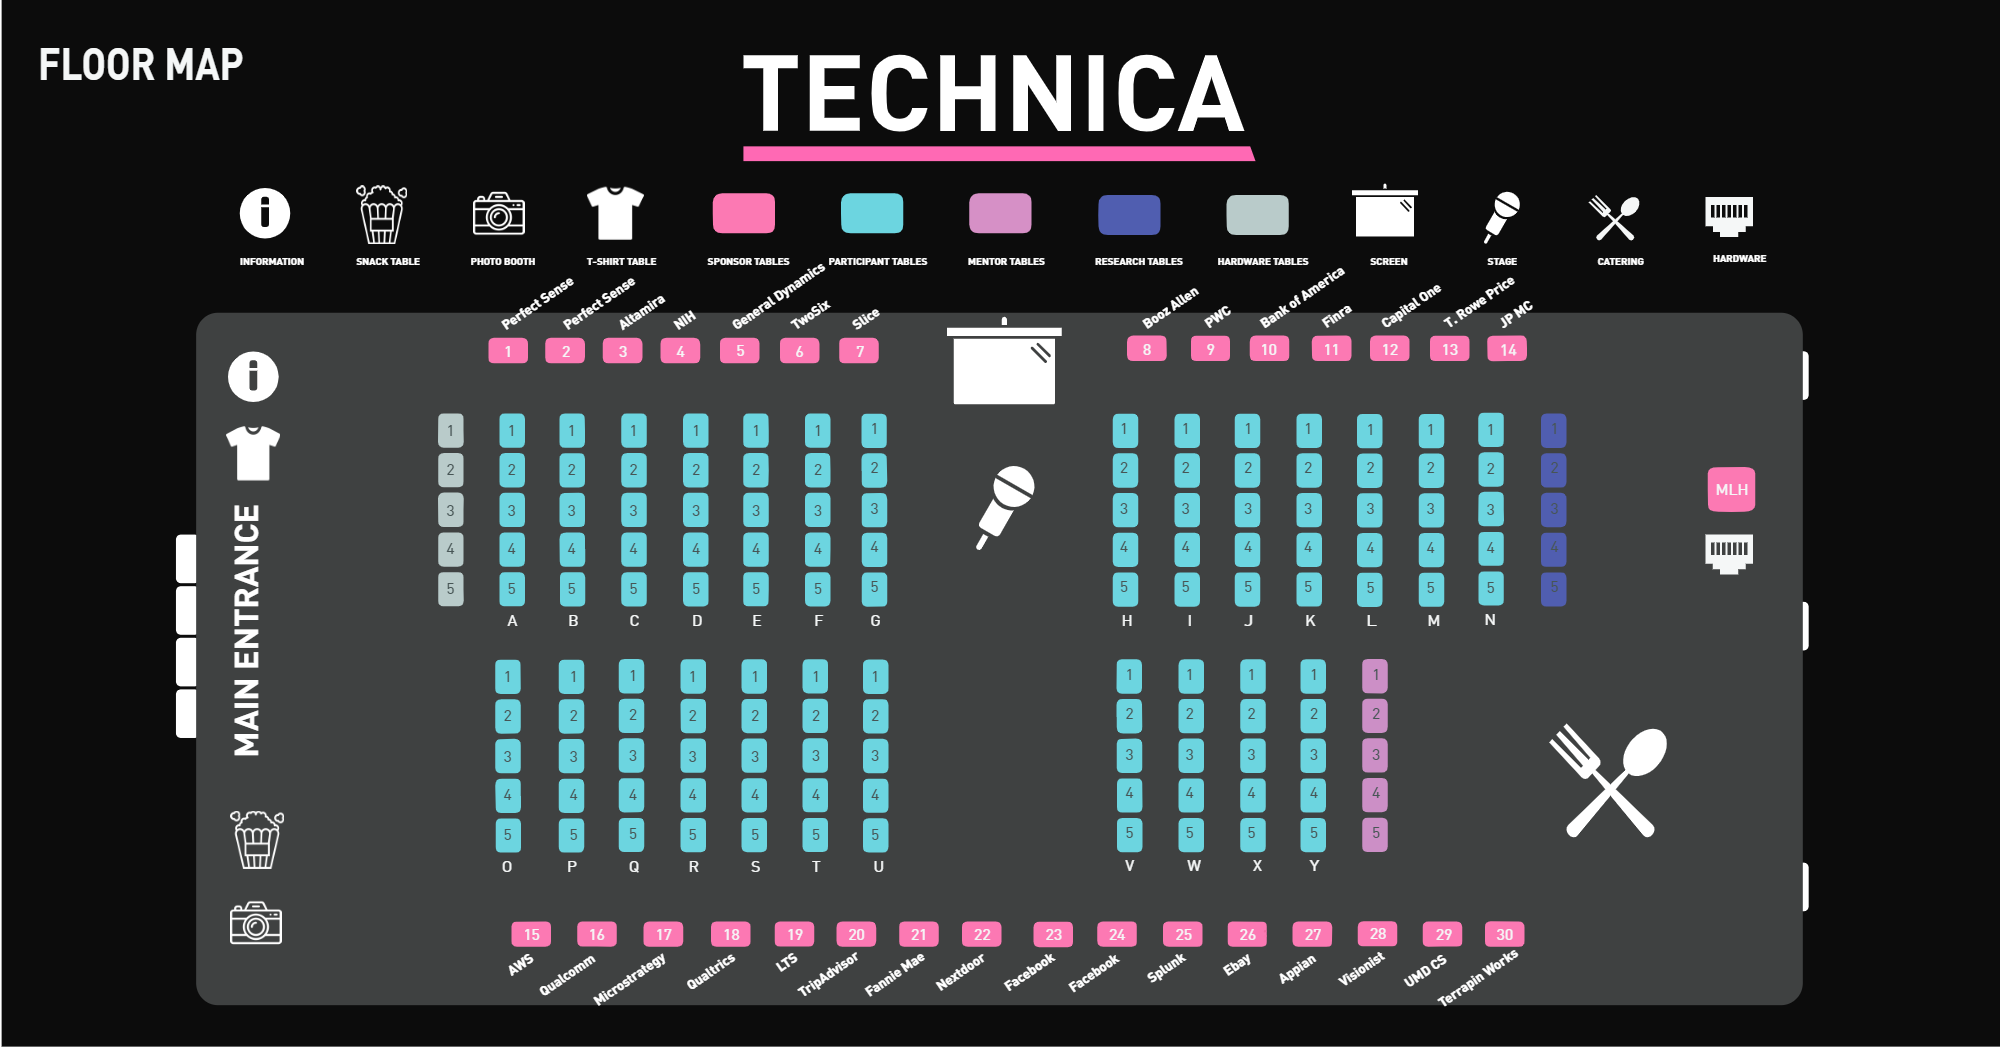 FLOOR MAP
TECHNICA
INFORMATION
SNACK TABLE
PHOTO BOOTH
T-SHIRT TABLE
SPONSOR TABLES
PARTICIPANT TABLES
MENTOR TABLES
RESEARCH TABLES
HARDWARE TABLES
SCREEN
STAGE
CATERING
HARDWARE
Perfect Sense
Perfect Sense
Altamira
NIH
General Dynamics
TwoSix
Slice
Booz Allen
PWC
Bank of America
Finra
Capital One
T. Rowe Price
JP MC
1 2 3 4 5 6 7 8 9 10 11 12 13 14
1 1 1 1 1 1 1 1 1 1 1 1 1 1 1 1
2 2 2 2 2 2 2 2 2 2 2 2 2 2 2 2
MLH
3 3 3 3 3 3 3 3 3 3 3 3 3 3 3 3
4 4 4 4 4 4 4 4 4 4 4 4 4 4 4 4
5 5 5 5 5 5 5 5 5 5 5 5 5 5 5 5
A B C D E F G H I J K L M N
MAIN ENTRANCE
1 1 1 1 1 1 1 1 1 1 1 1
2 2 2 2 2 2 2 2 2 2 2 2
3 3 3 3 3 3 3 3 3 3 3 3
4 4 4 4 4 4 4 4 4 4 4 4
5 5 5 5 5 5 5 5 5 5 5 5
O P Q R S T U V W X Y
15 16 17 18 19 20 21 22 23 24 25 26 27 28 29 30
AWS
Qualcomm
Microstrategy
Qualtrics
LTS
TripAdvisor
Fannie Mae
Nextdoor
Facebook
Facebook
Splunk
Ebay
Appian
Visionist
UMD CS
Terrapin Works